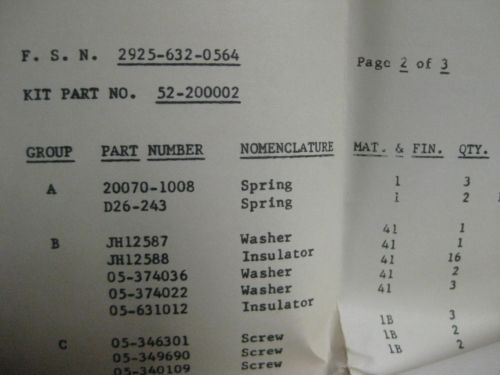 F. S. N. 2925-632-0564
Page 2 of 3
KIT PART NO. 52-200002
GROUP PART NUMBER NOMENCLATURE MAT. & FIN. QTY.
A 20070-1008 Spring 1 3
D26-243 Spring 1 2
B JH12587 Washer 41 1
JH12588 Insulator 41 1
05-374036 Washer 16
05-374022 Washer 41 2
05-631012 Insulator 41 3
C 05-346301 Screw 1B 3
05-349690 Screw 1B 2
05-340109 Screw 1B 2